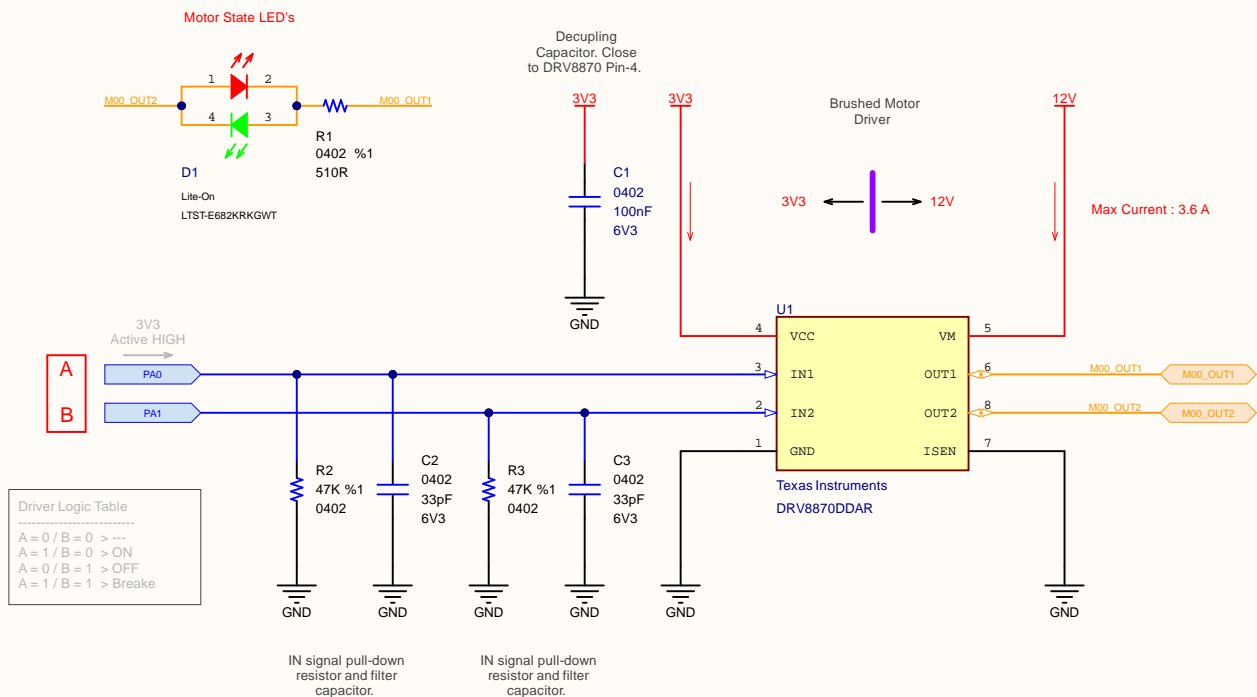 Motor State LED's
M00_OUT2
1
2
4
3
M00_OUT1
R1
0402 %1
510R
D1
Lite-On
LTST-E682KRKGWT
Decupling
Capacitor. Close
to DRV8870 Pin-4.
3V3
C1
0402
100nF
6V3
GND
3V3
Brushed Motor
Driver
3V3
12V
12V
Max Current : 3.6 A
3V3
Active HIGH
A
B
PA0
PA1
U1
4
VCC
VM
5
3
IN1
OUT1
6
M00_OUT1
M00_OUT1
2
IN2
OUT2
8
M00_OUT2
M00_OUT2
1
GND
ISEN
7
Texas Instruments
DRV8870DDAR
R2
47K %1
0402
C2
0402
33pF
6V3
R3
47K %1
0402
C3
0402
33pF
6V3
GND
GND
GND
GND
GND
GND
Driver Logic Table
--------------------------
A = 0 / B = 0 > ---
A = 1 / B = 0 > ON
A = 0 / B = 1 > OFF
A = 1 / B = 1 > Breake
IN signal pull-down
resistor and filter
capacitor.
IN signal pull-down
resistor and filter
capacitor.